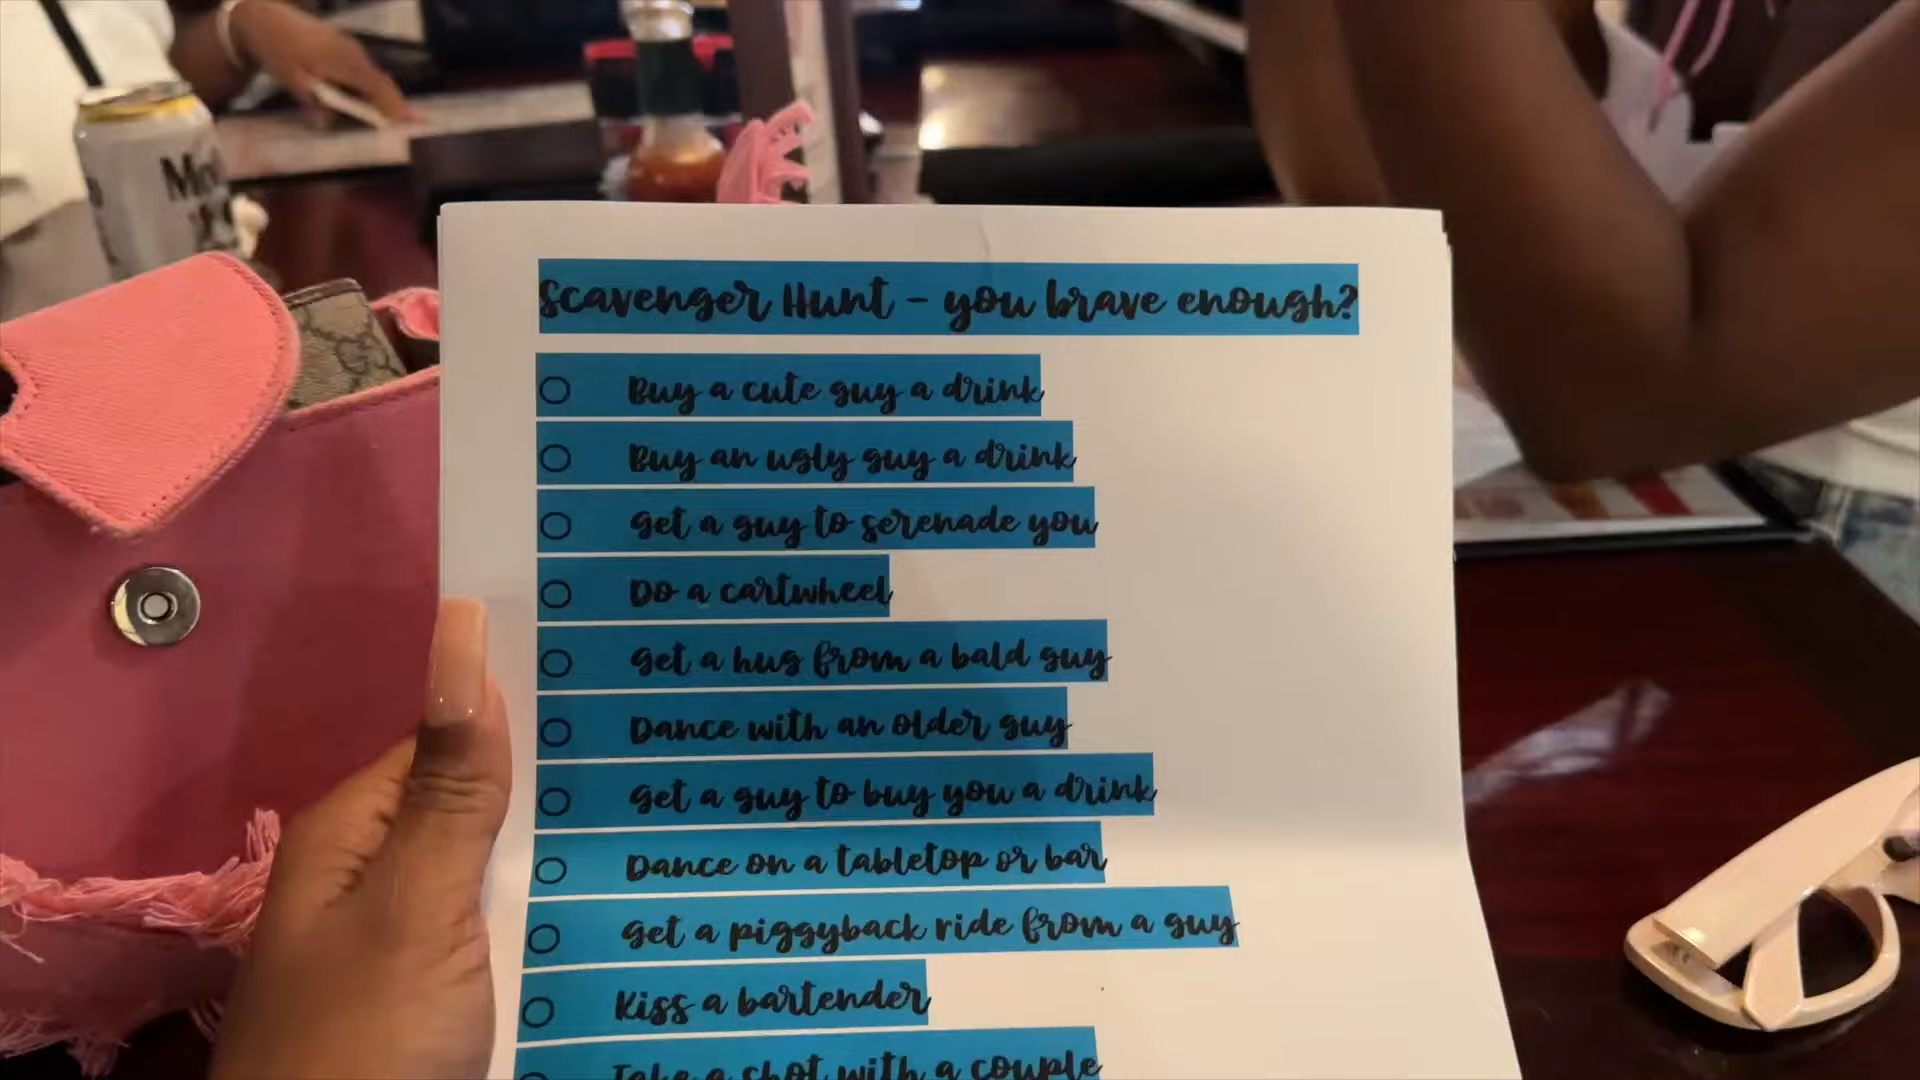 Scavenger Hunt - you brave enough?
Buy a cute guy a drink
Buy an ugly guy a drink
Get a guy to serenade you
Do a cartwheel
Get a hug from a bald guy
Dance with an older guy
Get a guy to buy you a drink
Dance on a tabletop or bar
Get a piggyback ride from a guy
Kiss a bartender
Take a shot with a couple